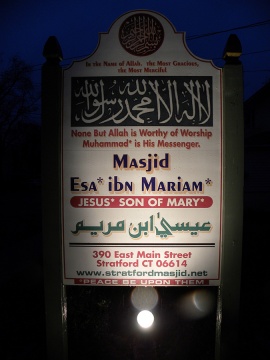 In the Name of Allah, the Most Gracious,
the Most Merciful
لا اله الا الله محمد رسول الله
None But Allah is Worthy of Worship
Muhammad* is His Messenger.
Masjid
Esa* ibn Mariam*
JESUS* SON OF MARY*
عيسى ابن مريم
390 East Main Street
Stratford CT 06614
www.stratfordmasjid.net
*PEACE BE UPON THEM